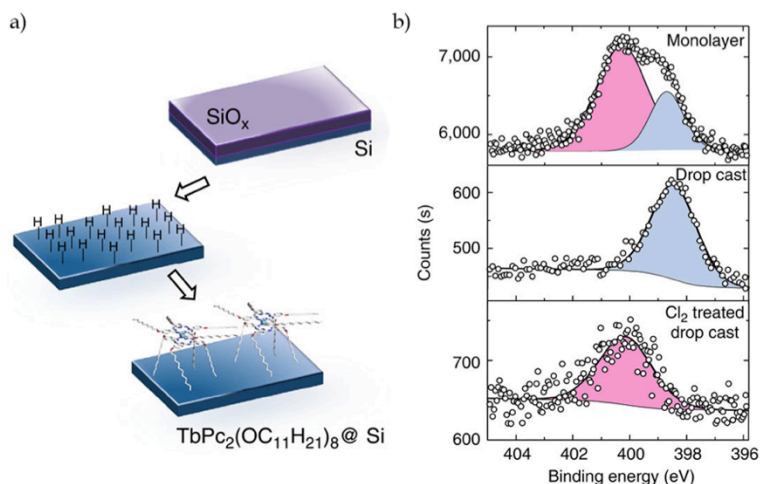 a)
SiOₓ
Si
H H H H H
H H H H H H
H H H H H
TbPc₂(OC₁₁H₂₁)₈@ Si
b)
Monolayer
7,000
6,000
Drop cast
600
500
Cl₂ treated
drop cast
700
600
Counts (s)
404 402 400 398 396
Binding energy (eV)